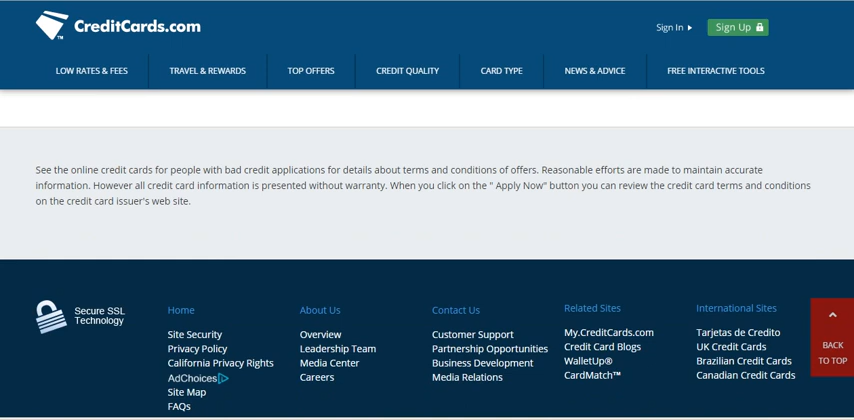 CreditCards.com
TM
Sign In
Sign Up
LOW RATES & FEES
TRAVEL & REWARDS
TOP OFFERS
CREDIT QUALITY
CARD TYPE
NEWS & ADVICE
FREE INTERACTIVE TOOLS
See the online credit cards for people with bad credit applications for details about terms and conditions of offers. Reasonable efforts are made to maintain accurate
information. However all credit card information is presented without warranty. When you click on the " Apply Now" button you can review the credit card terms and conditions
on the credit card issuer's web site.
Secure SSL
Technology
Home
Site Security
Privacy Policy
California Privacy Rights
AdChoices
Site Map
FAQs
About Us
Overview
Leadership Team
Media Center
Careers
Contact Us
Customer Support
Partnership Opportunities
Business Development
Media Relations
Related Sites
My.CreditCards.com
Credit Card Blogs
WalletUp®
CardMatch™
International Sites
Tarjetas de Credito
UK Credit Cards
Brazilian Credit Cards
Canadian Credit Cards
BACK
TO TOP